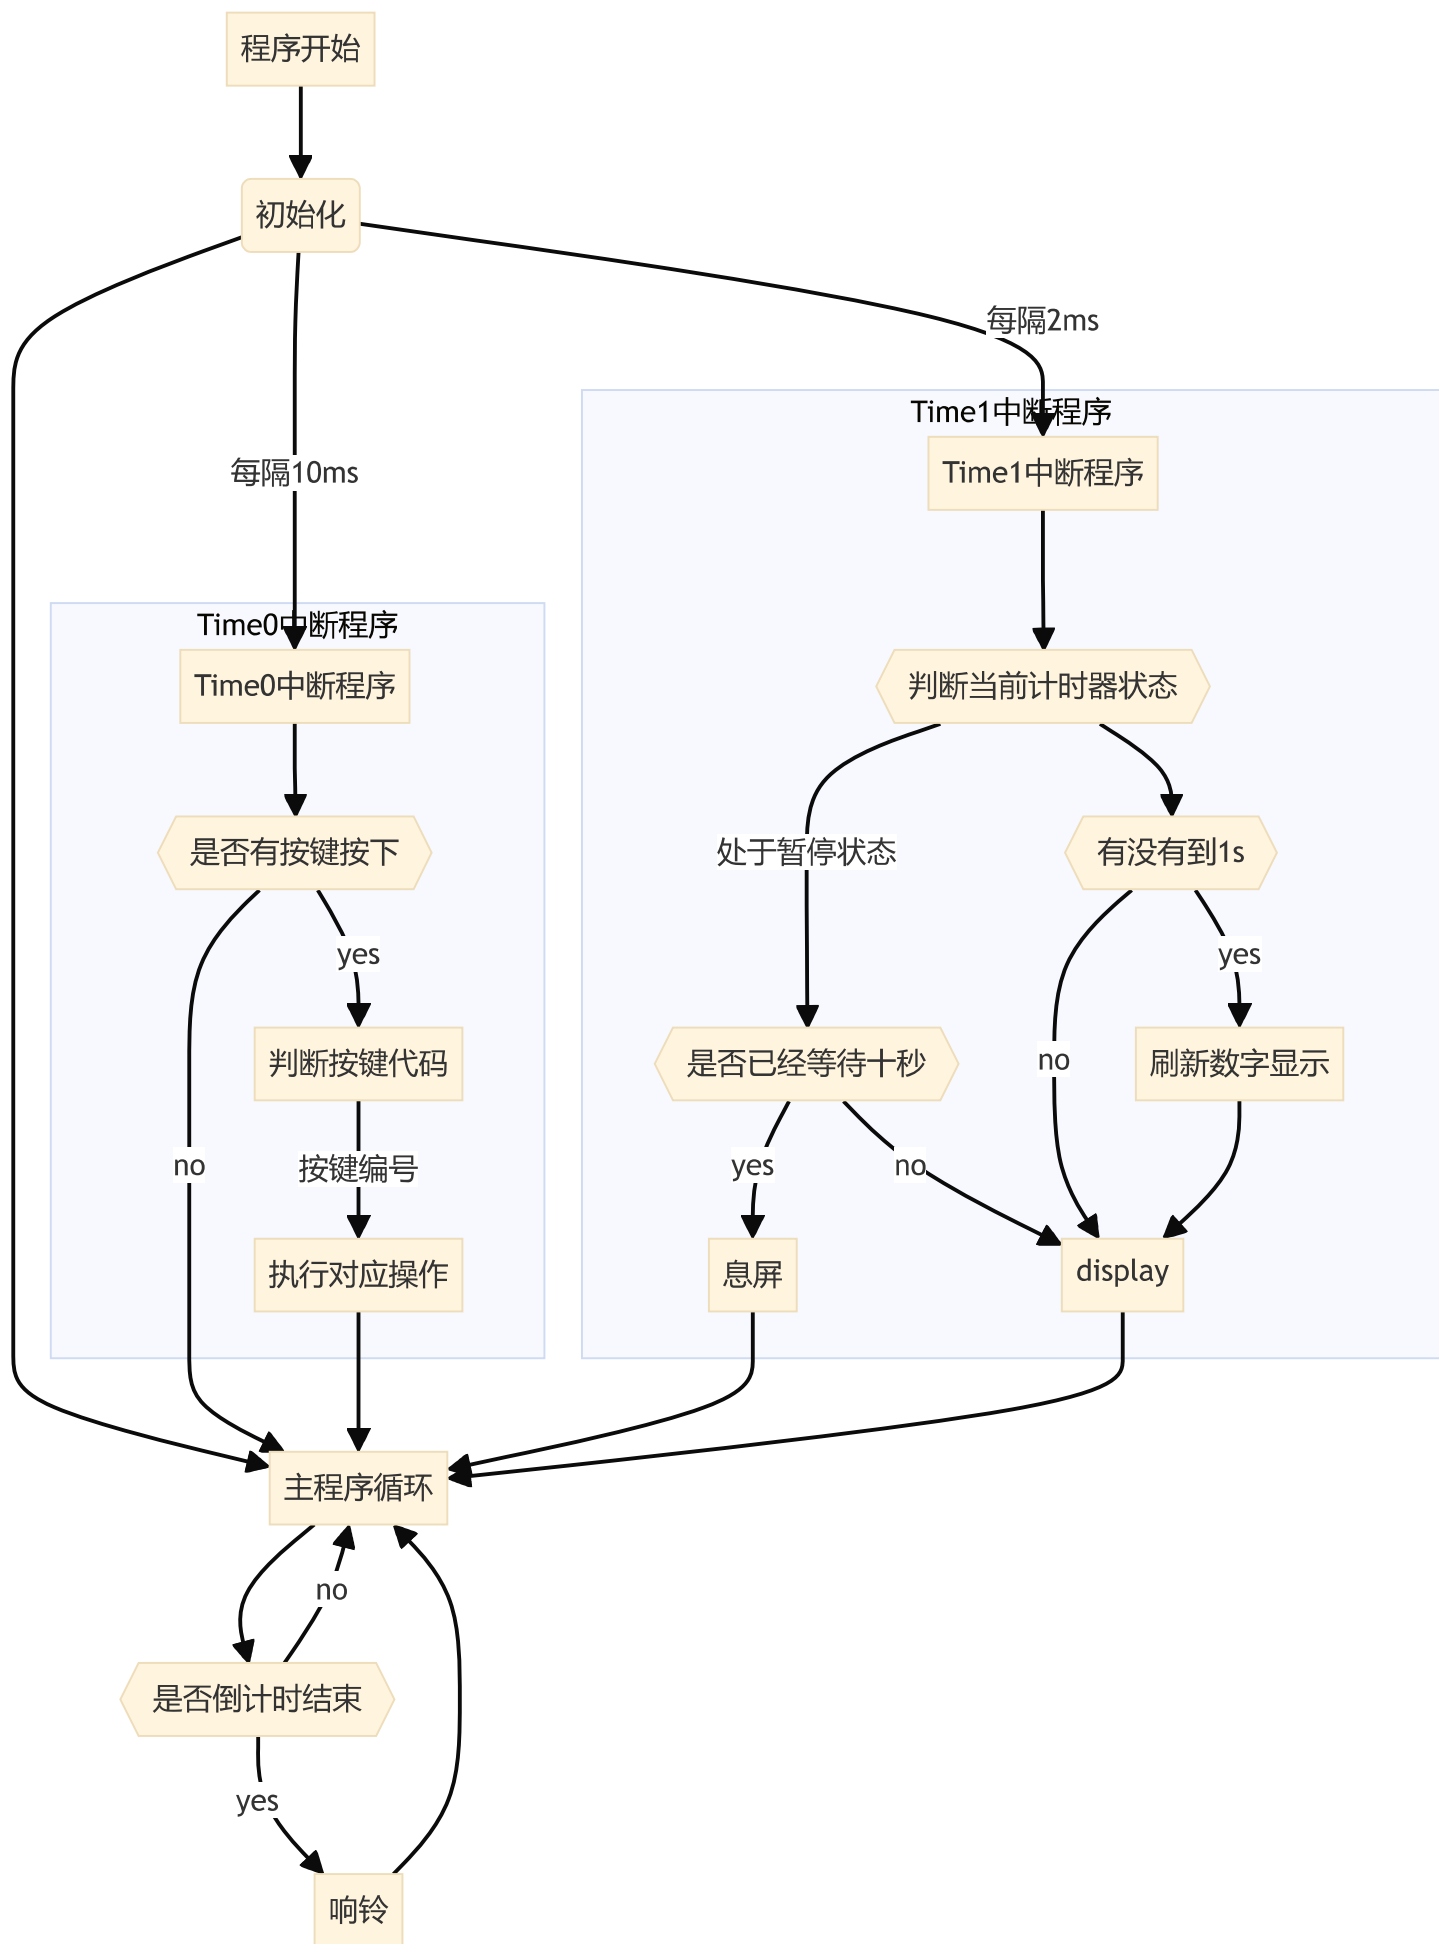 程序开始
初始化
每隔2ms
Time1中断程序
Time1中断程序
每隔10ms
Time0中断程序
Time0中断程序
判断当前计时器状态
是否有按键按下
处于暂停状态
有没有到1s
yes
yes
判断按键代码
是否已经等待十秒
no
刷新数字显示
no
按键编号
yes
no
执行对应操作
息屏
display
主程序循环
no
是否倒计时结束
yes
响铃